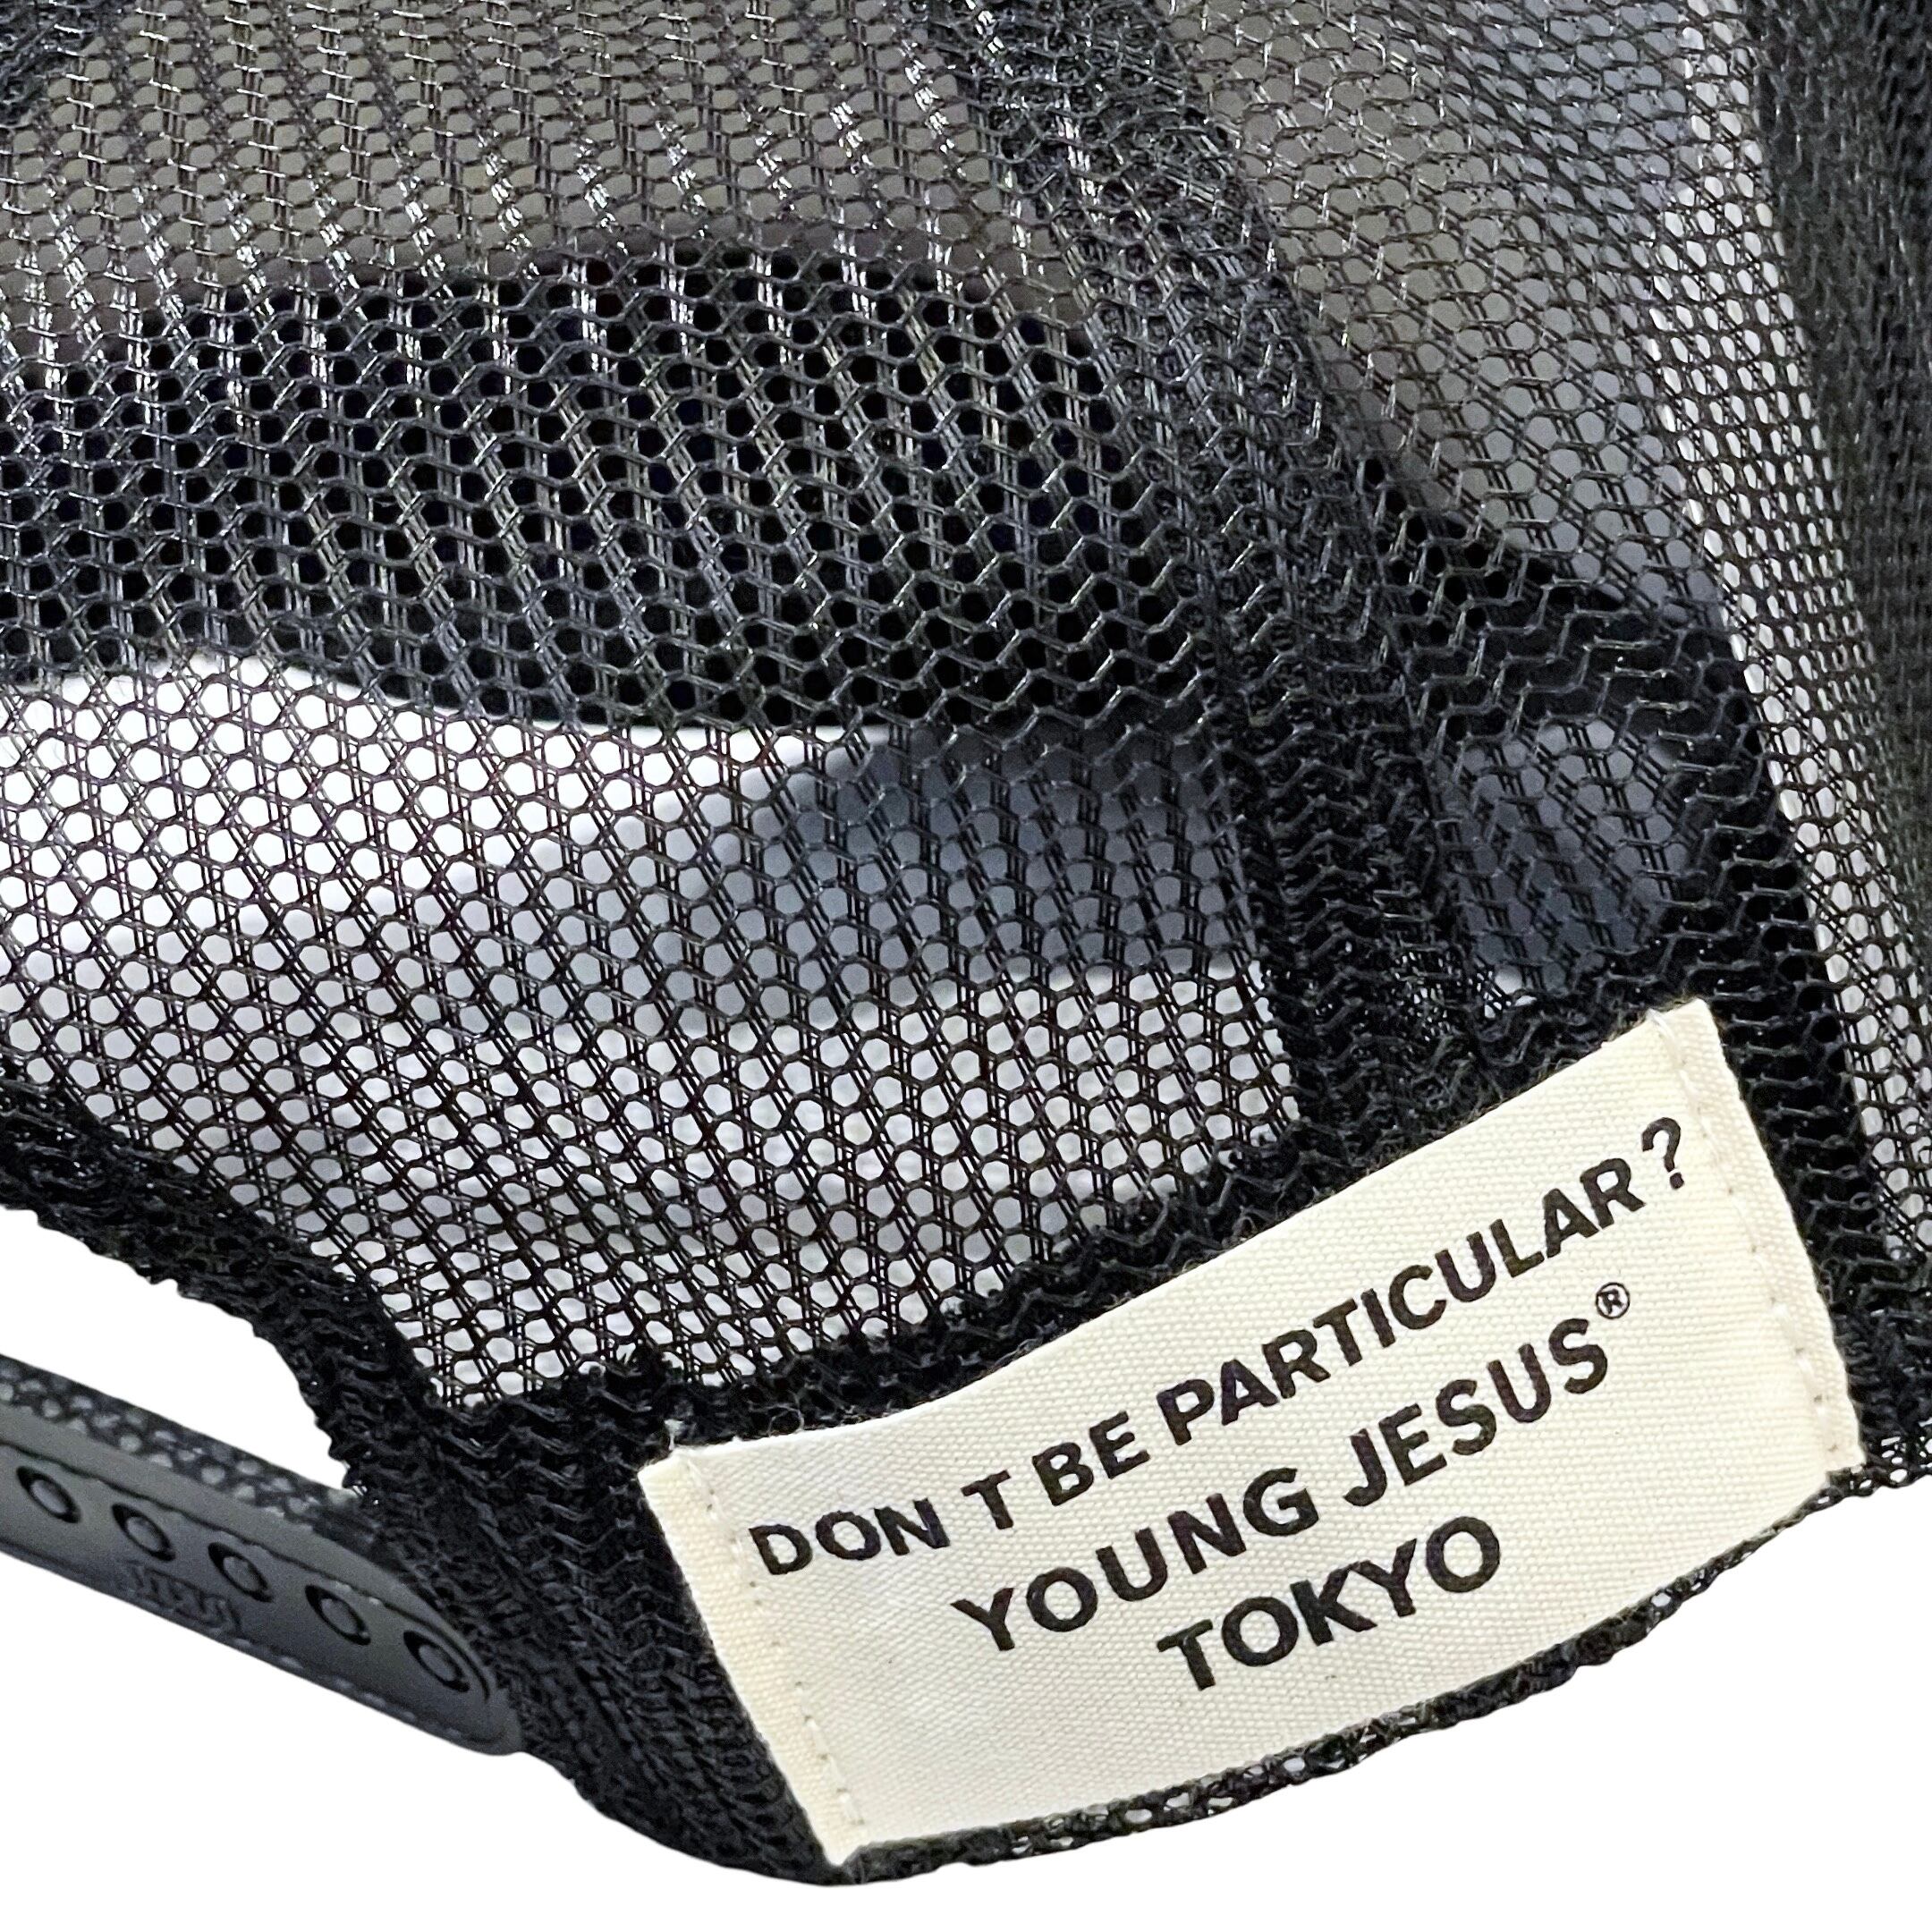 DON T BE PARTICULAR?
YOUNG JESUS®
TOKYO